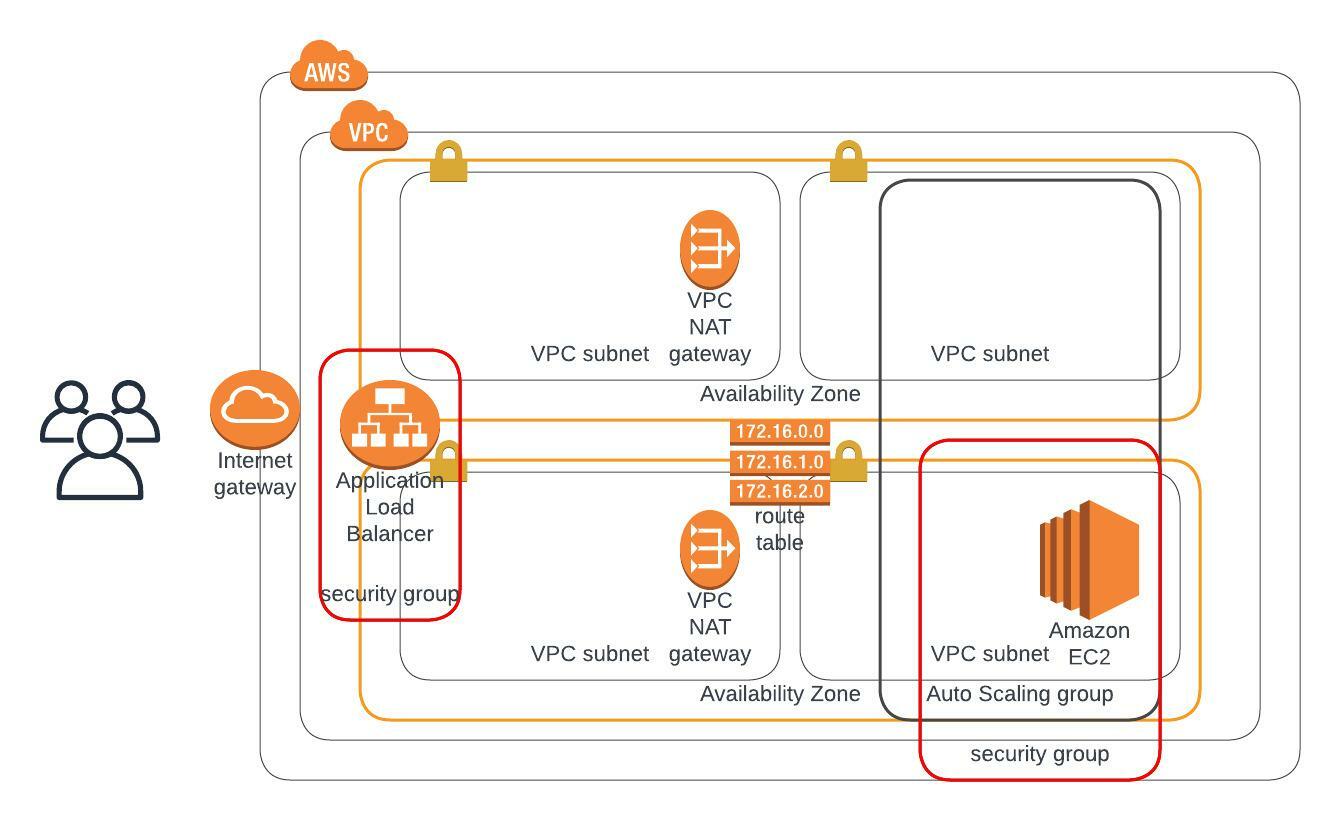 AWS
VPC
VPC
NAT
gateway
VPC subnet
VPC subnet
Availability Zone
Internet
gateway
Application
Load
Balancer
security group
172.16.0.0
172.16.1.0
172.16.2.0
route
table
VPC
NAT
gateway
VPC subnet
Amazon
EC2
VPC subnet
Availability Zone
Auto Scaling group
security group